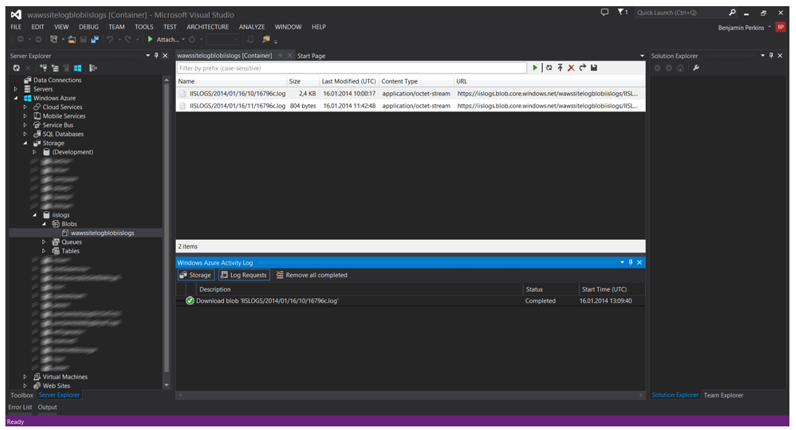 wawssitelogblobiislogs [Container] - Microsoft Visual Studio
1
Quick Launch (Ctrl+Q)
FILE EDIT VIEW DEBUG TEAM TOOLS TEST ARCHITECTURE ANALYZE WINDOW HELP
Benjamin Perkins BP
Attach...
Server Explorer
wawssitelogblobiislogs [Container] Start Page
Solution Explorer
Filter by prefix (case-sensitive)
Name Size Last Modified (UTC) Content Type URL
IISLOGS/2014/01/16/10/16796c.log 2,4 KB 16.01.2014 10:00:17 application/octet-stream https://iislogs.blob.core.windows.net/wawssitelogblobiislogs/IISL...
IISLOGS/2014/01/16/11/16796c.log 804 bytes 16.01.2014 11:42:48 application/octet-stream https://iislogs.blob.core.windows.net/wawssitelogblobiislogs/IISL...
Data Connections
Servers
Windows Azure
Cloud Services
Mobile Services
Service Bus
SQL Databases
Storage
(Development)
iislogs
Blobs
wawssitelogblobiislogs
Queues
Tables
Virtual Machines
Web Sites
2 items
Windows Azure Activity Log
Storage Log Requests Remove all completed
Description Status Start Time (UTC)
Download blob 'IISLOGS/2014/01/16/10/16796c.log' Completed 16.01.2014 13:09:40
Toolbox Server Explorer
Solution Explorer Team Explorer
Error List Output
Ready